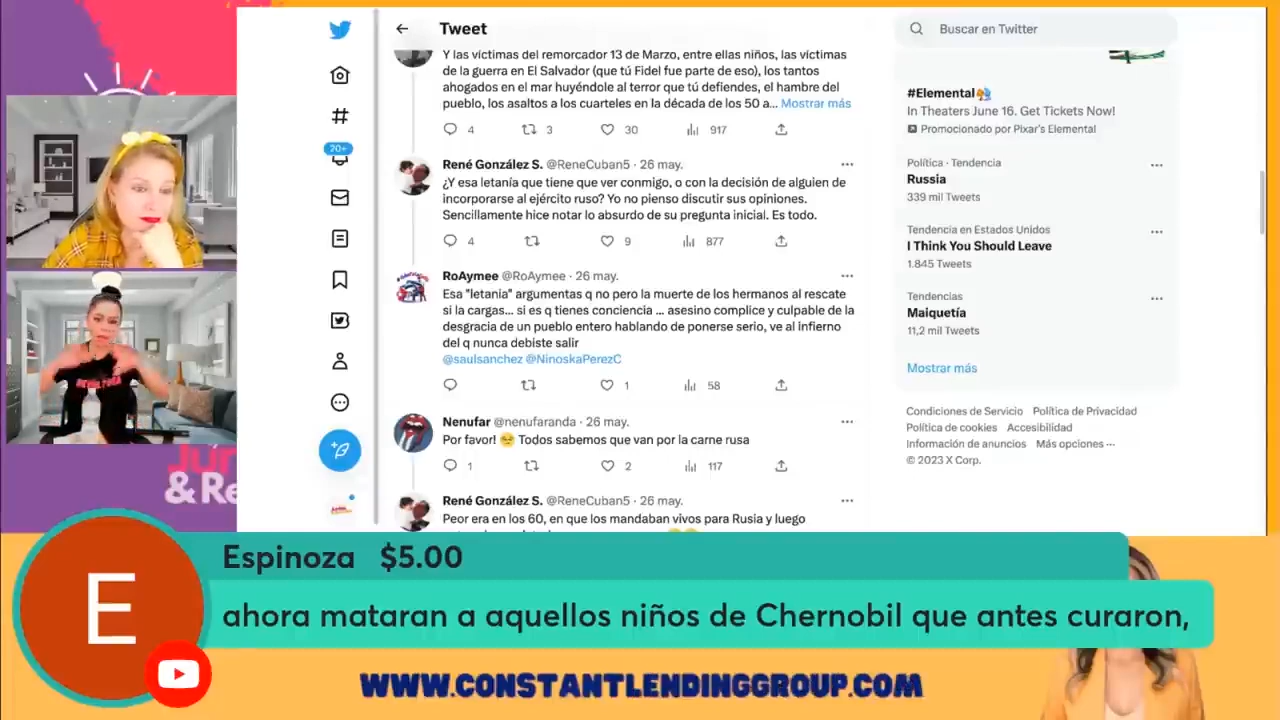 Tweet
Y las víctimas del remorcador 13 de Marzo, entre ellas niños, las víctimas
de la guerra en El Salvador (que tú Fidel fue parte de eso), los tantos
ahogados en el mar huyéndole al terror que tú defiendes, el hambre del
pueblo, los asaltos a los cuarteles en la década de los 50 a... Mostrar más
4 3 30 917
René González S. @ReneCuban5 · 26 may.
¿Y esa letanía que tiene que ver conmigo, o con la decisión de alguien de
incorporarse al ejército ruso? Yo no pienso discutir sus opiniones.
Sencillamente hice notar lo absurdo de su pregunta inicial. Es todo.
4 9 877
RoAymee @RoAymee · 26 may.
Esa "letania" argumentas q no pero la muerte de los hermanos al rescate
si la cargas... si es q tienes conciencia ... asesino complice y culpable de la
desgracia de un pueblo entero hablando de ponerse serio, ve al infierno
del q nunca debiste salir
@saulsanchez @NinoskaPerezC
1 58
Nenufar @nenufaranda · 26 may.
Por favor! 😒 Todos sabemos que van por la carne rusa
1 2 117
René González S. @ReneCuban5 · 26 may.
Peor era en los 60, en que los mandaban vivos para Rusia y luego
20+
Buscar en Twitter
#Elemental
In Theaters June 16. Get Tickets Now!
Promocionado por Pixar's Elemental
Política · Tendencia
Russia
339 mil Tweets
Tendencia en Estados Unidos
I Think You Should Leave
1.845 Tweets
Tendencias
Maiquetía
11,2 mil Tweets
Mostrar más
Condiciones de Servicio Política de Privacidad
Política de cookies Accesibilidad
Información de anuncios Más opciones ···
© 2023 X Corp.
& Re
E
Espinoza $5.00
ahora mataran a aquellos niños de Chernobil que antes curaron,
WWW.CONSTANTLENDINGGROUP.COM